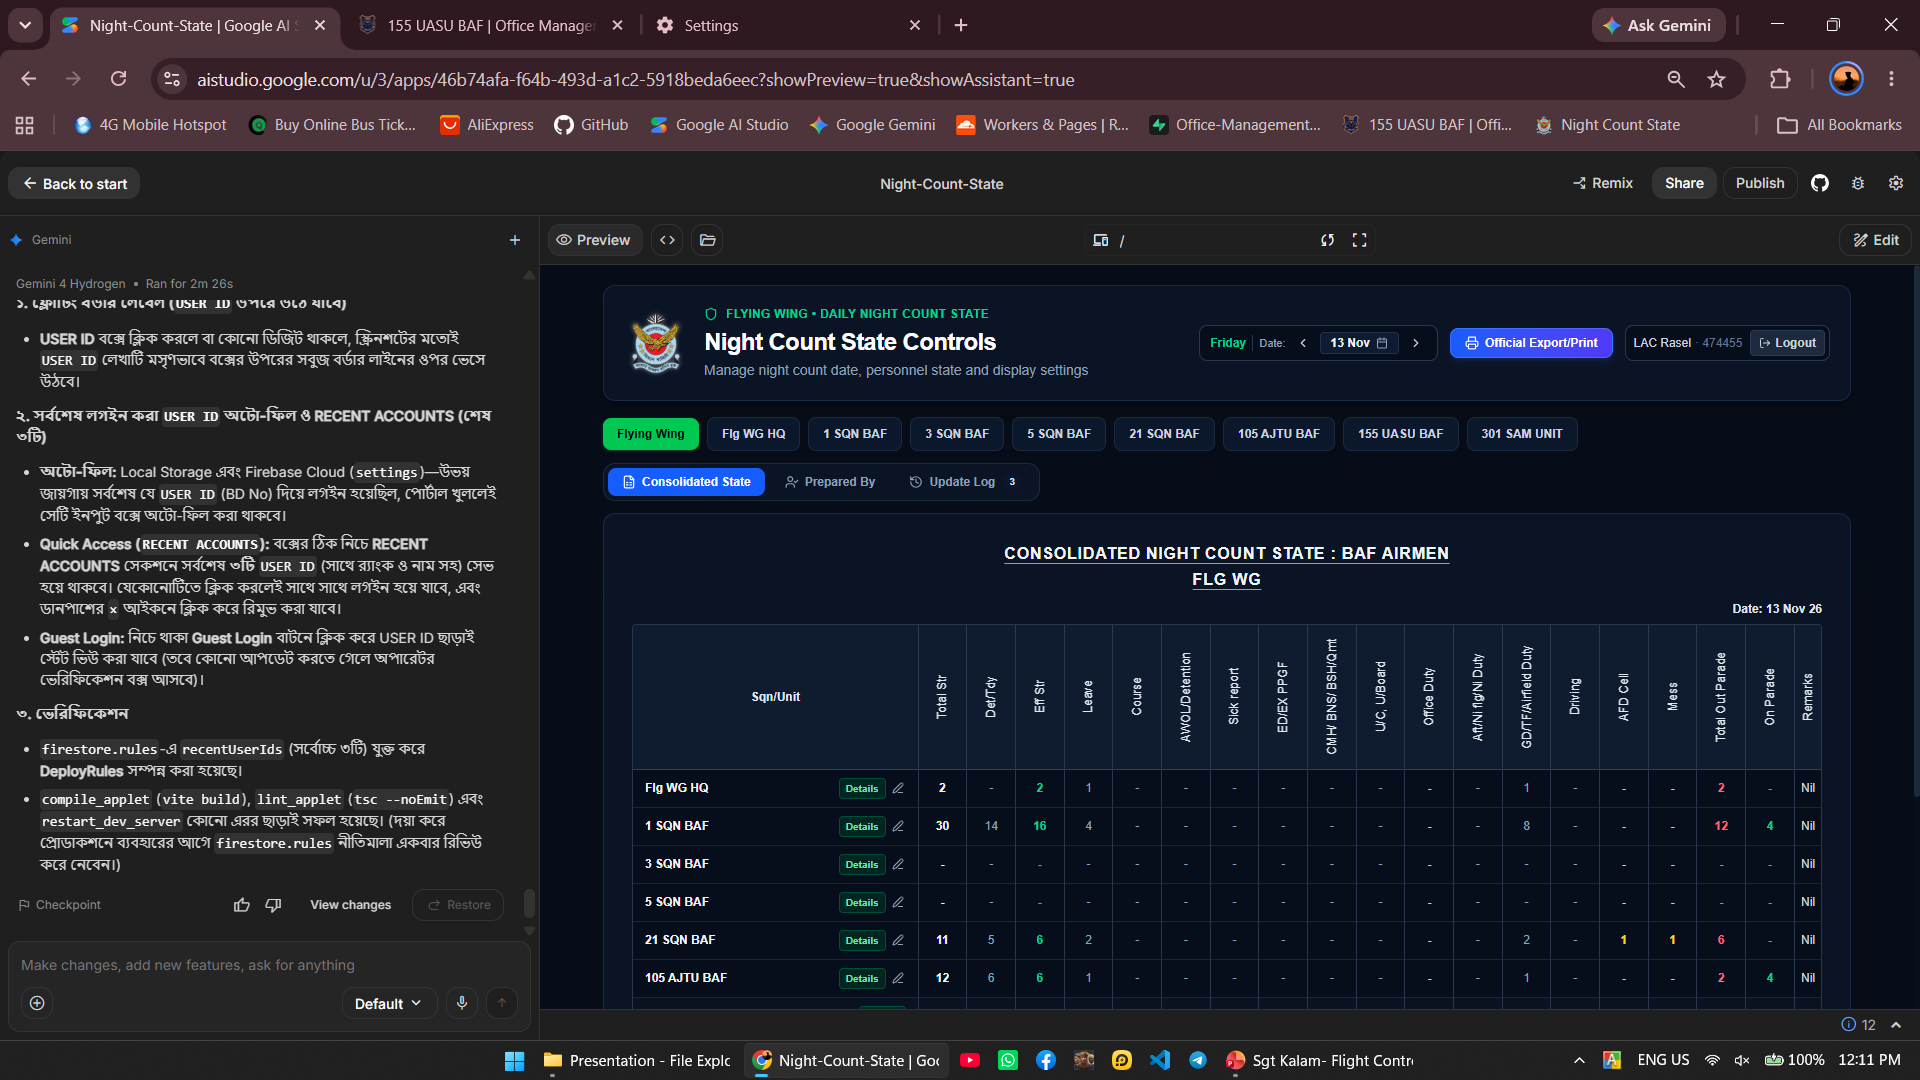 Night-Count-State | Google AI S
155 UASU BAF | Office Manage
Settings
Ask Gemini
aistudio.google.com/u/3/apps/46b74afa-f64b-493d-a1c2-5918beda6eec?showPreview=true&showAssistant=true
4G Mobile Hotspot
Buy Online Bus Tick...
AliExpress
GitHub
Google AI Studio
Google Gemini
Workers & Pages | R...
Office-Management...
155 UASU BAF | Offi...
Night Count State
All Bookmarks
Back to start
Night-Count-State
Remix
Share
Publish
Gemini
Gemini 4 Hydrogen • Ran for 2m 26s
১. ফ্লোটিং বর্ডার লেবেল (USER ID উপরে উঠে যাবে)
• USER ID বক্সে ক্লিক করলে বা কোনো ডিজিট থাকলে, স্ক্রিনশটের মতোই
USER ID লেখাটি মসৃণভাবে বক্সের উপরের সবুজ বর্ডার লাইনের ওপর ভেসে
উঠবে।
২. সর্বশেষ লগইন করা USER ID অটো-ফিল ও RECENT ACCOUNTS (শেষ
৩টি)
• অটো-ফিল: Local Storage এবং Firebase Cloud (settings)—উভয়
জায়গায় সর্বশেষ যে USER ID (BD No) দিয়ে লগইন হয়েছিল, পোর্টাল খুললেই
সেটি ইনপুট বক্সে অটো-ফিল করা থাকবে।
• Quick Access (RECENT ACCOUNTS): বক্সের ঠিক নিচে RECENT
ACCOUNTS সেকশনে সর্বশেষ ৩টি USER ID (সাথে র‍্যাংক ও নাম সহ) সেভ
হয়ে থাকবে। যেকোনোটিতে ক্লিক করলেই সাথে সাথে লগইন হয়ে যাবে, এবং
ডানপাশের x আইকনে ক্লিক করে রিমুভ করা যাবে।
• Guest Login: নিচে থাকা Guest Login বাটনে ক্লিক করে USER ID ছাড়াই
স্টেট ভিউ করা যাবে (তবে কোনো আপডেট করতে গেলে অপারেটর
ভেরিফিকেশন বক্স আসবে)।
৩. ভেরিফিকেশন
• firestore.rules-এ recentUserIds (সর্বোচ্চ ৩টি) যুক্ত করে
DeployRules সম্পন্ন করা হয়েছে।
• compile_applet (vite build), lint_applet (tsc --noEmit) এবং
restart_dev_server কোনো এরর ছাড়াই সফল হয়েছে। (দয়া করে
প্রোডাকশনে ব্যবহারের আগে firestore.rules নীতিমালা একবার রিভিউ
করে নেবেন।)
Checkpoint
View changes
Restore
Make changes, add new features, ask for anything
Default
Preview
/
Edit
FLYING WING • DAILY NIGHT COUNT STATE
Night Count State Controls
Manage night count date, personnel state and display settings
Friday Date: 13 Nov
Official Export/Print
LAC Rasel · 474455
Logout
Flying Wing
Flg WG HQ
1 SQN BAF
3 SQN BAF
5 SQN BAF
21 SQN BAF
105 AJTU BAF
155 UASU BAF
301 SAM UNIT
Consolidated State
Prepared By
Update Log 3
CONSOLIDATED NIGHT COUNT STATE : BAF AIRMEN
FLG WG
Date: 13 Nov 26
Sqn/Unit
Total Str
Det/Tdy
Eff Str
Leave
Course
AWOL/Detention
Sick report
ED/EX PPGF
CMH/ BNS/ BSH/Qmt
U/C, U/Board
Office Duty
Aft/Ni flg/Ni Duty
GD/TF/Airfield Duty
Driving
AFD Cell
Mess
Total Out Parade
On Parade
Remarks
Flg WG HQ Details 2 - 2 1 - - - - - - - - 1 - - - 2 - Nil
1 SQN BAF Details 30 14 16 4 - - - - - - - - 8 - - - 12 4 Nil
3 SQN BAF Details - - - - - - - - - - - - - - - - - - Nil
5 SQN BAF Details - - - - - - - - - - - - - - - - - - Nil
21 SQN BAF Details 11 5 6 2 - - - - - - - - 2 - 1 1 6 - Nil
105 AJTU BAF Details 12 6 6 1 - - - - - - - - 1 - - - 2 4 Nil
12
Presentation - File Explo
Night-Count-State | Goo
Sgt Kalam- Flight Contr
ENG US
100%
12:11 PM